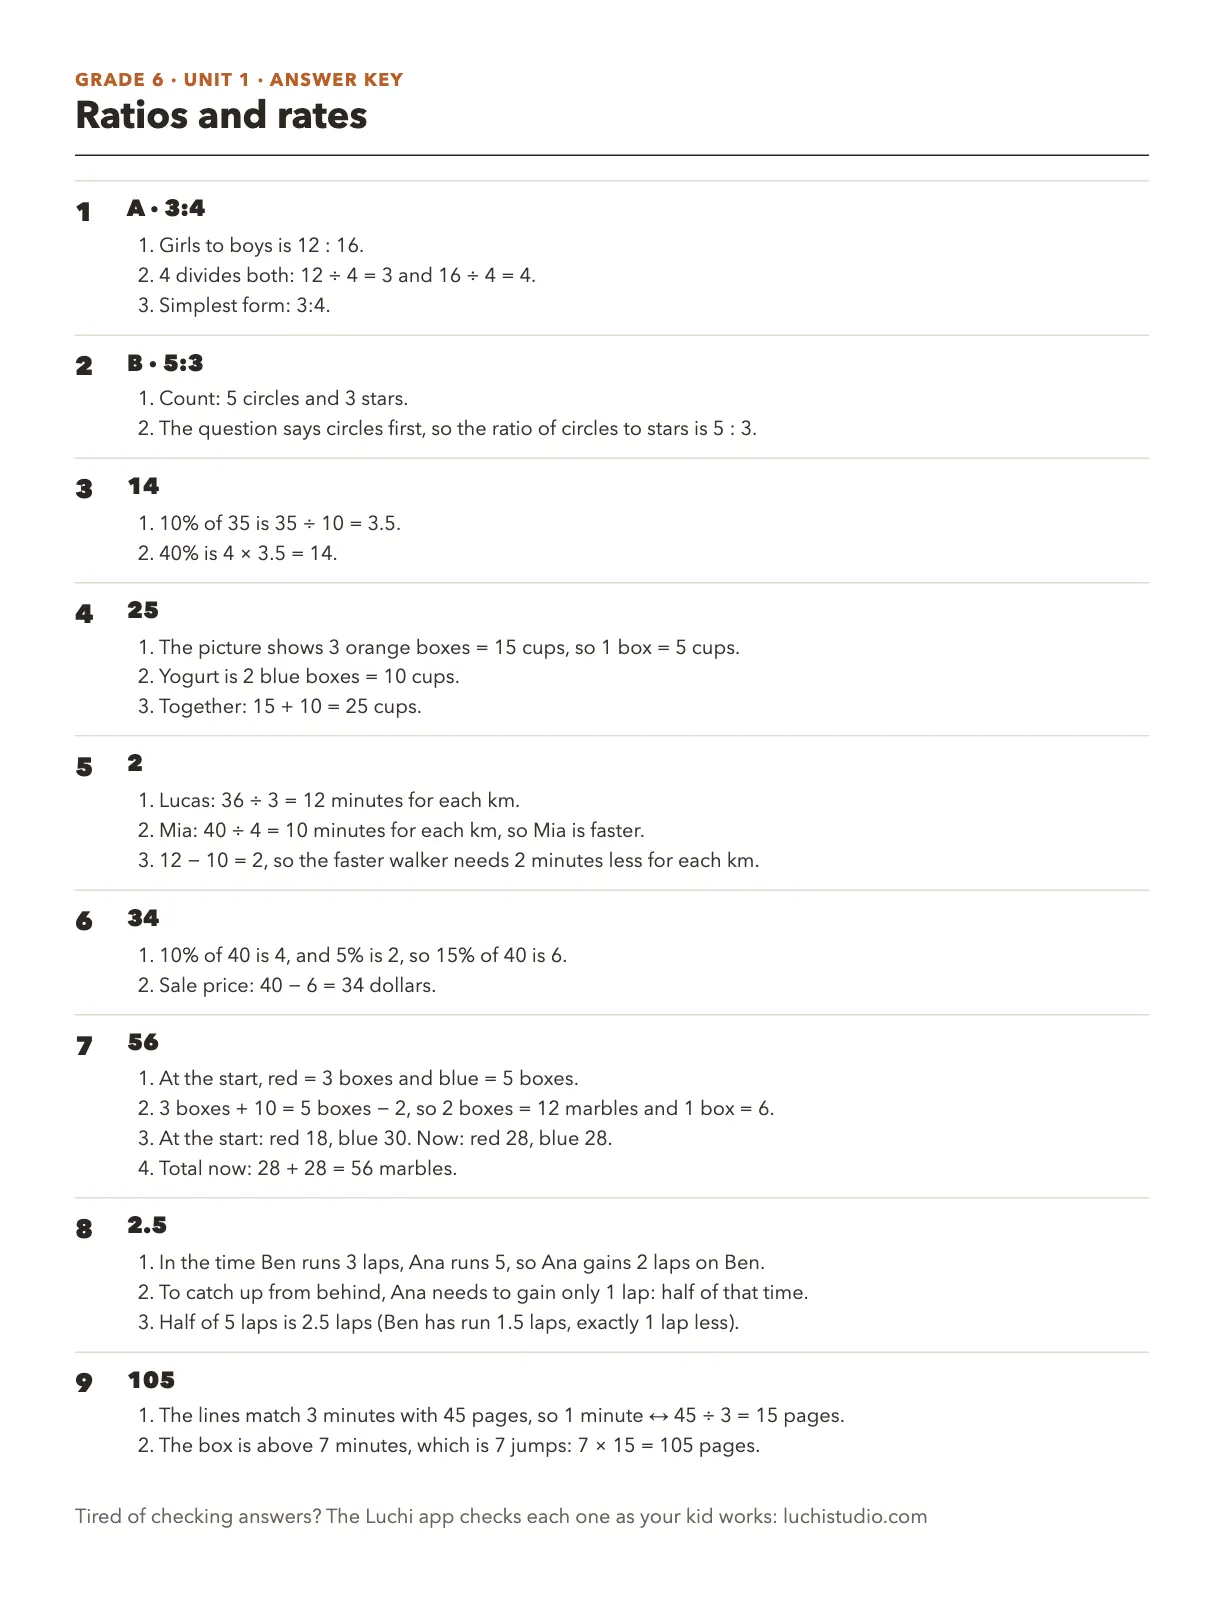 GRADE 6 · UNIT 1 · ANSWER KEY
Ratios and rates
1 A · 3:4
1. Girls to boys is 12 : 16.
2. 4 divides both: 12 ÷ 4 = 3 and 16 ÷ 4 = 4.
3. Simplest form: 3:4.
2 B · 5:3
1. Count: 5 circles and 3 stars.
2. The question says circles first, so the ratio of circles to stars is 5 : 3.
3 14
1. 10% of 35 is 35 ÷ 10 = 3.5.
2. 40% is 4 × 3.5 = 14.
4 25
1. The picture shows 3 orange boxes = 15 cups, so 1 box = 5 cups.
2. Yogurt is 2 blue boxes = 10 cups.
3. Together: 15 + 10 = 25 cups.
5 2
1. Lucas: 36 ÷ 3 = 12 minutes for each km.
2. Mia: 40 ÷ 4 = 10 minutes for each km, so Mia is faster.
3. 12 − 10 = 2, so the faster walker needs 2 minutes less for each km.
6 34
1. 10% of 40 is 4, and 5% is 2, so 15% of 40 is 6.
2. Sale price: 40 − 6 = 34 dollars.
7 56
1. At the start, red = 3 boxes and blue = 5 boxes.
2. 3 boxes + 10 = 5 boxes − 2, so 2 boxes = 12 marbles and 1 box = 6.
3. At the start: red 18, blue 30. Now: red 28, blue 28.
4. Total now: 28 + 28 = 56 marbles.
8 2.5
1. In the time Ben runs 3 laps, Ana runs 5, so Ana gains 2 laps on Ben.
2. To catch up from behind, Ana needs to gain only 1 lap: half of that time.
3. Half of 5 laps is 2.5 laps (Ben has run 1.5 laps, exactly 1 lap less).
9 105
1. The lines match 3 minutes with 45 pages, so 1 minute ↔ 45 ÷ 3 = 15 pages.
2. The box is above 7 minutes, which is 7 jumps: 7 × 15 = 105 pages.
Tired of checking answers? The Luchi app checks each one as your kid works: luchistudio.com